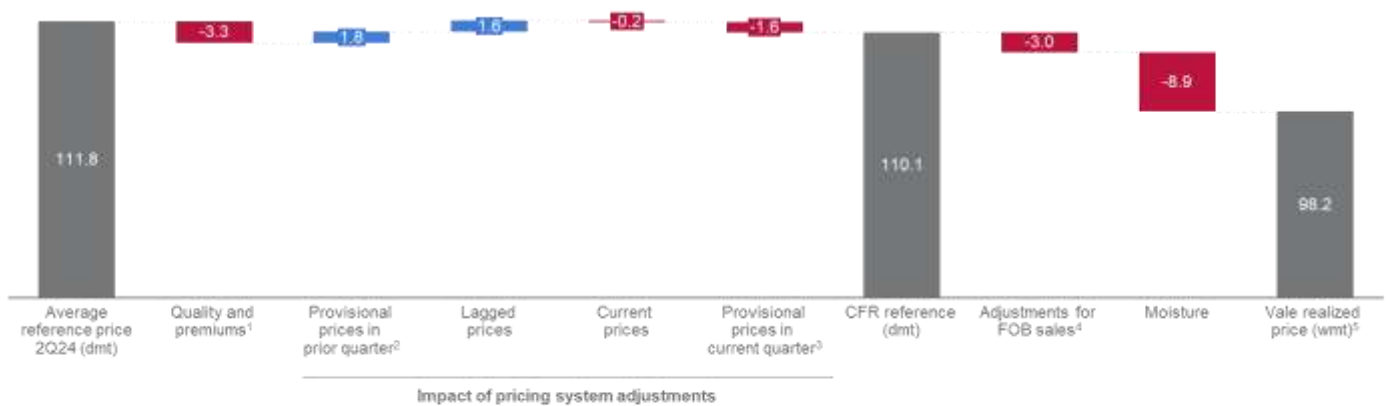 -3.3
1.8
1.6
-0.2
-1.6
-3.0
-8.9
111.8
110.1
98.2
Average
reference price
2Q24 (dmt)
Quality and
premiums¹
Provisional
prices in
prior quarter²
Lagged
prices
Current
prices
Provisional
prices in
current quarter³
CFR reference
(dmt)
Adjustments for
FOB sales⁴
Moisture
Vale realized
price (wmt)⁵
Impact of pricing system adjustments